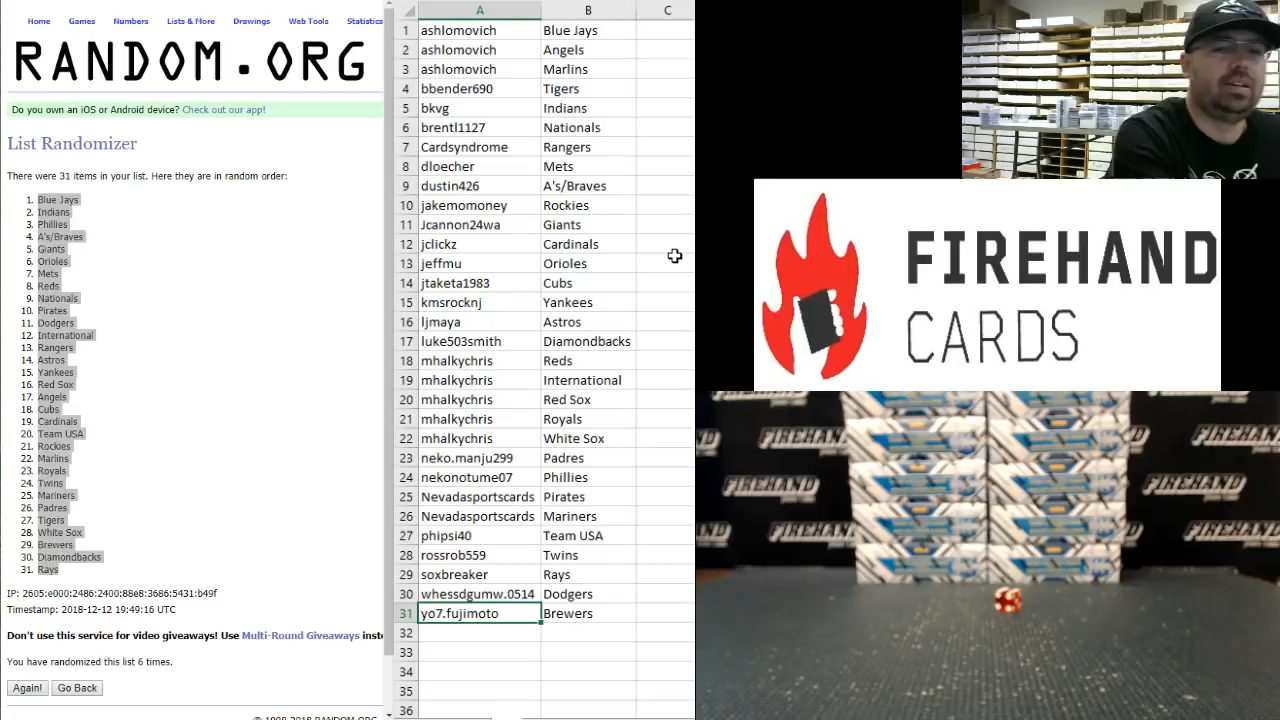 Home Games Numbers Lists & More Drawings Web Tools Statistics
RANDOM.ORG
Do you own an iOS or Android device? Check out our app!
List Randomizer
There were 31 items in your list. Here they are in random order:
1. Blue Jays
2. Indians
3. Phillies
4. A's/Braves
5. Giants
6. Orioles
7. Mets
8. Reds
9. Nationals
10. Pirates
11. Dodgers
12. International
13. Rangers
14. Astros
15. Yankees
16. Red Sox
17. Angels
18. Cubs
19. Cardinals
20. Team USA
21. Rockies
22. Marlins
23. Royals
24. Twins
25. Mariners
26. Padres
27. Tigers
28. White Sox
29. Brewers
30. Diamondbacks
31. Rays
IP: 2605:e000:2486:2400:88e8:3686:5431:b49f
Timestamp: 2018-12-12 19:49:16 UTC
Don't use this service for video giveaways! Use Multi-Round Giveaways inste
You have randomized this list 6 times.
Again! Go Back
A B C
1 ashlomovich Blue Jays
2 ashlomovich Angels
3 ashlomovich Marlins
4 bbender690 Tigers
5 bkvg Indians
6 brentl1127 Nationals
7 Cardsyndrome Rangers
8 dloecher Mets
9 dustin426 A's/Braves
10 jakemomoney Rockies
11 Jcannon24wa Giants
12 jclickz Cardinals
13 jeffmu Orioles
14 jtaketa1983 Cubs
15 kmsrocknj Yankees
16 ljmaya Astros
17 luke503smith Diamondbacks
18 mhalkychris Reds
19 mhalkychris International
20 mhalkychris Red Sox
21 mhalkychris Royals
22 mhalkychris White Sox
23 neko.manju299 Padres
24 nekonotume07 Phillies
25 Nevadasportscards Pirates
26 Nevadasportscards Mariners
27 phipsi40 Team USA
28 rossrob559 Twins
29 soxbreaker Rays
30 whessdgumw.0514 Dodgers
31 yo7.fujimoto Brewers
32
33
34
35
36
FIREHAND
CARDS
FIREHAND
FIREHAND
FIREHAND